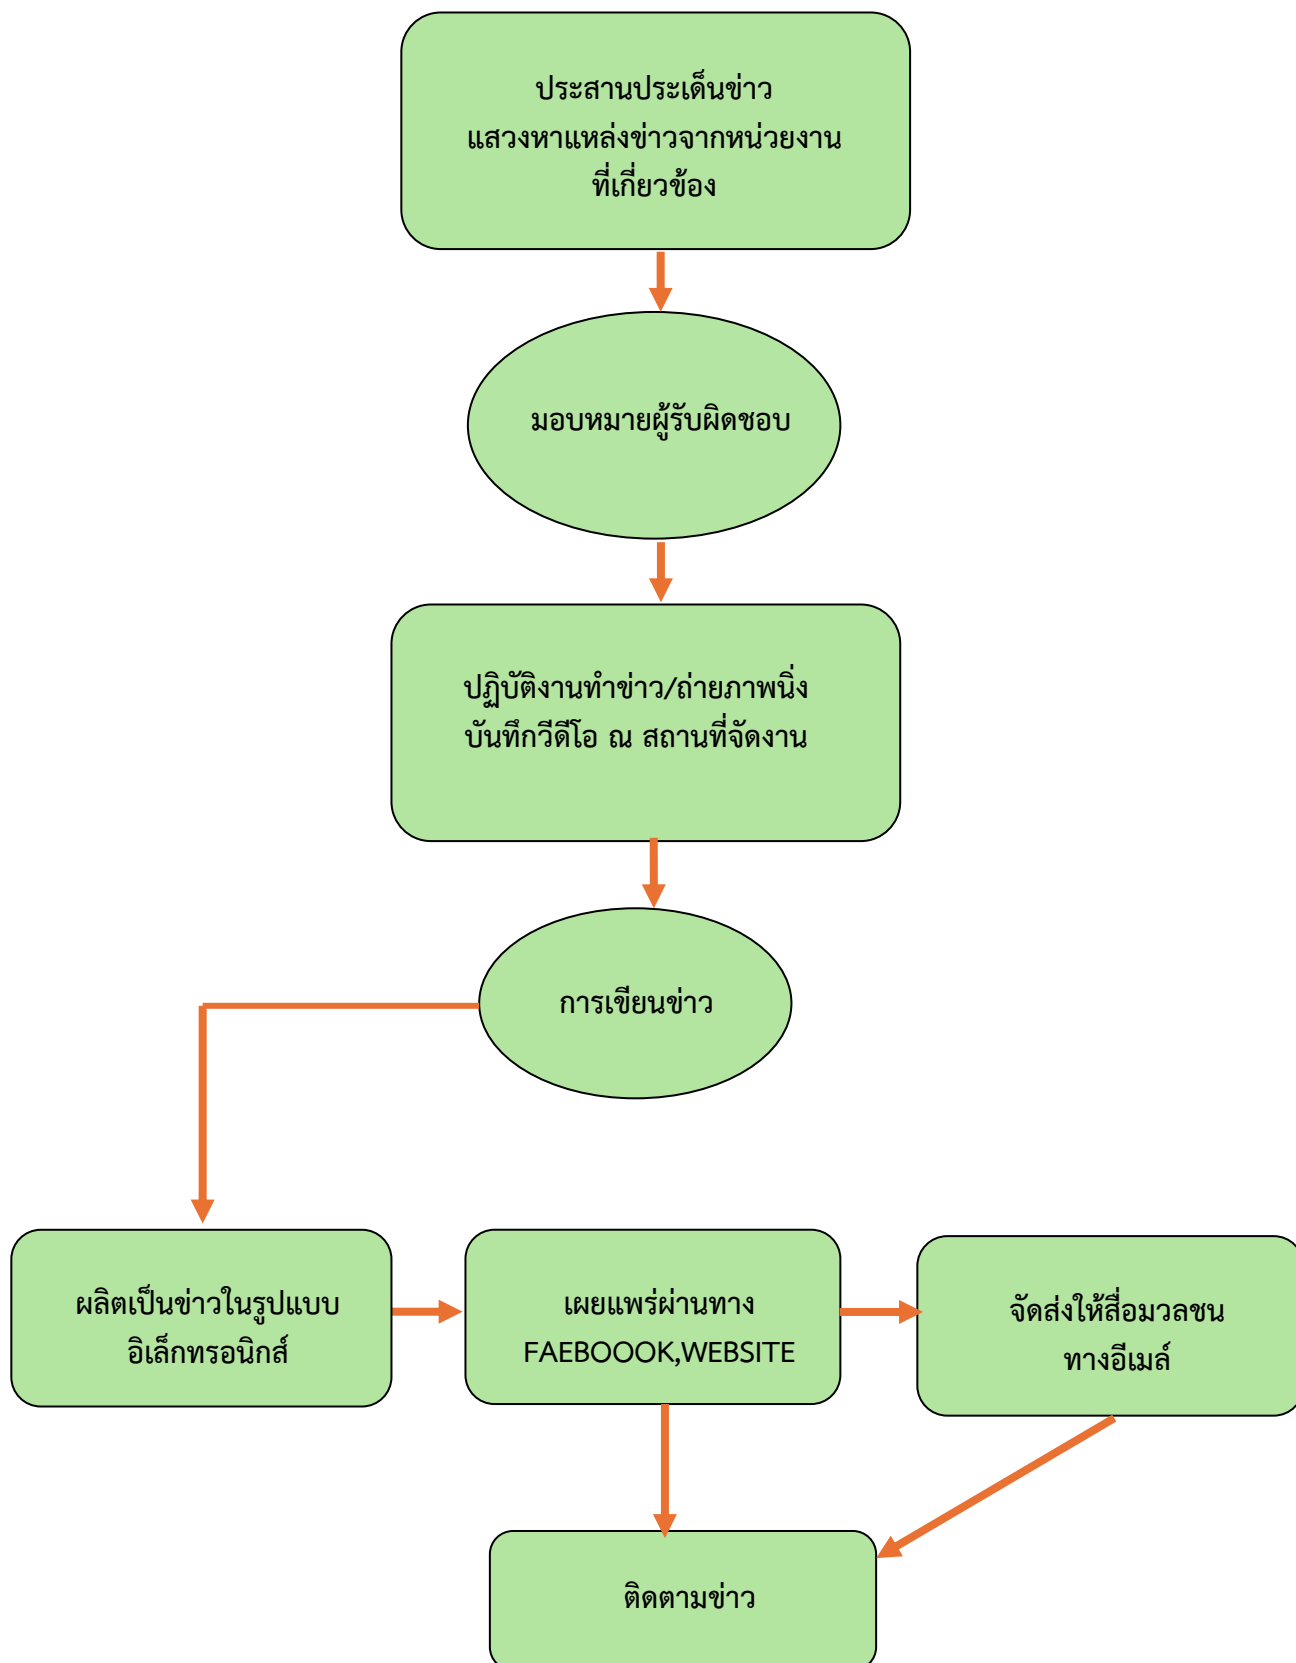 ประสานประเด็นข่าว
แสวงหาแหล่งข่าวจากหน่วยงาน
ที่เกี่ยวข้อง
มอบหมายผู้รับผิดชอบ
ปฏิบัติงานทำข่าว/ถ่ายภาพนิ่ง
บันทึกวีดีโอ ณ สถานที่จัดงาน
การเขียนข่าว
ผลิตเป็นข่าวในรูปแบบ
อิเล็กทรอนิกส์
เผยแพร่ผ่านทาง
FAEBOOOK,WEBSITE
จัดส่งให้สื่อมวลชน
ทางอีเมล์
ติดตามข่าว